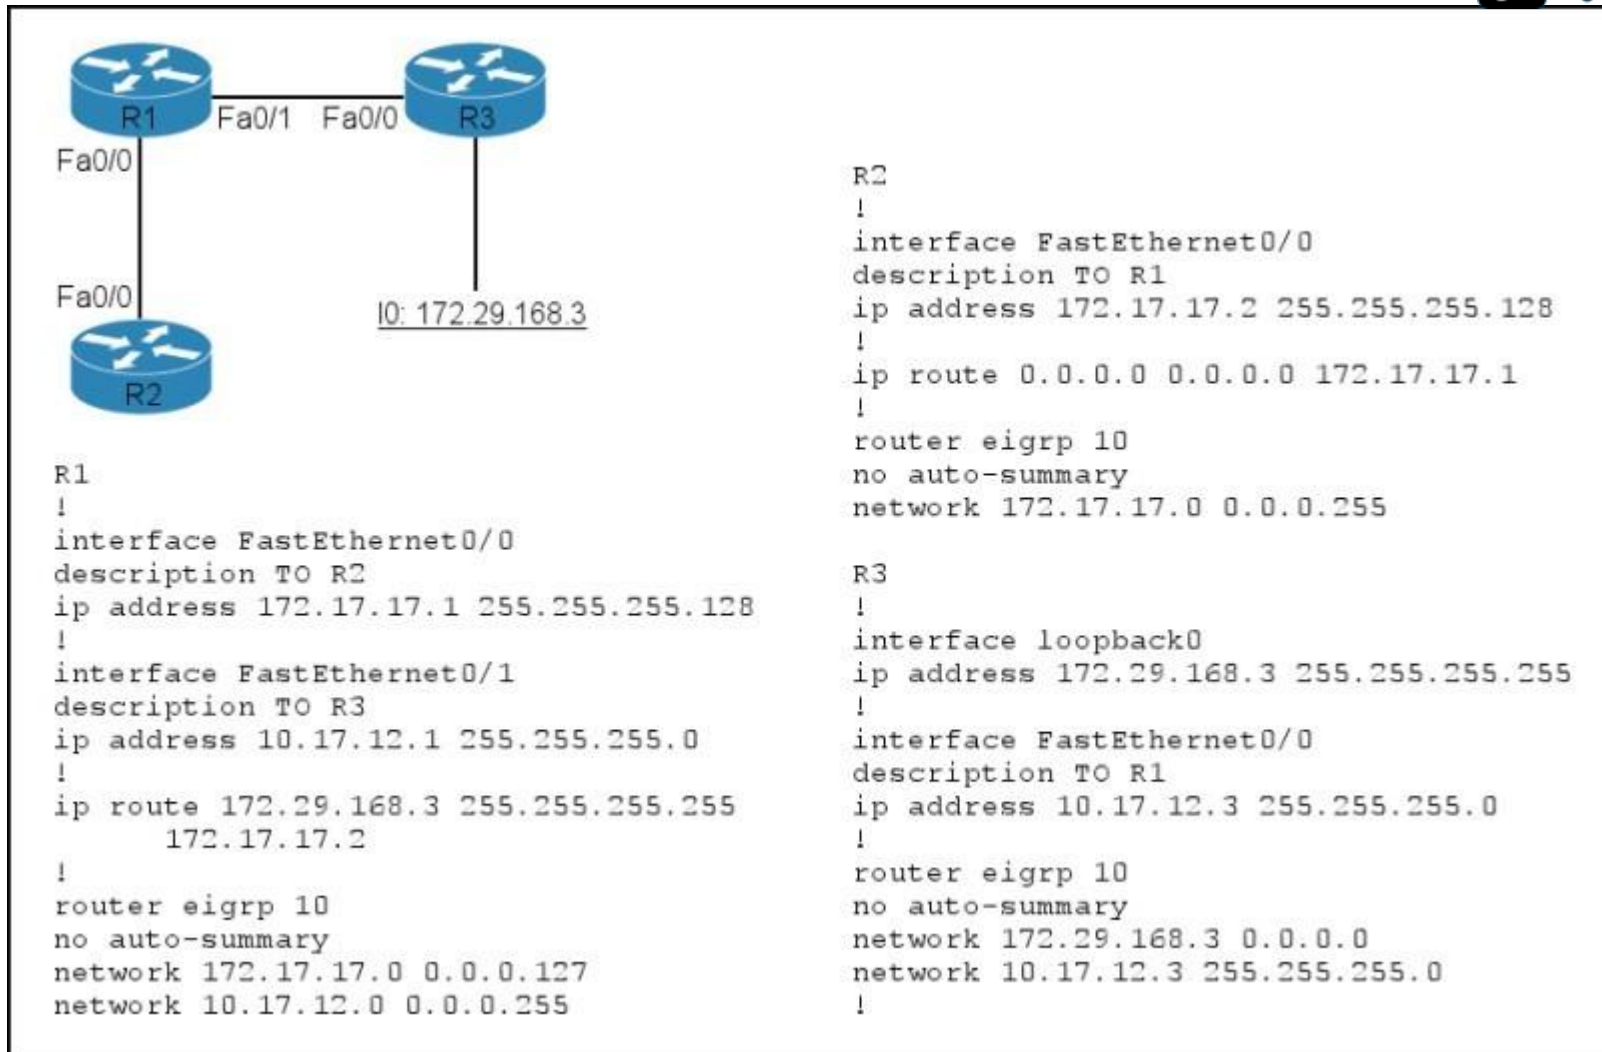 R1
Fa0/1
Fa0/0
R3
Fa0/0
Fa0/0
R2
l0: 172.29.168.3
R1
!
interface FastEthernet0/0
description TO R2
ip address 172.17.17.1 255.255.255.128
!
interface FastEthernet0/1
description TO R3
ip address 10.17.12.1 255.255.255.0
!
ip route 172.29.168.3 255.255.255.255
172.17.17.2
!
router eigrp 10
no auto-summary
network 172.17.17.0 0.0.0.127
network 10.17.12.0 0.0.0.255
R2
!
interface FastEthernet0/0
description TO R1
ip address 172.17.17.2 255.255.255.128
!
ip route 0.0.0.0 0.0.0.0 172.17.17.1
!
router eigrp 10
no auto-summary
network 172.17.17.0 0.0.0.255
R3
!
interface loopback0
ip address 172.29.168.3 255.255.255.255
!
interface FastEthernet0/0
description TO R1
ip address 10.17.12.3 255.255.255.0
!
router eigrp 10
no auto-summary
network 172.29.168.3 0.0.0.0
network 10.17.12.3 255.255.255.0
!